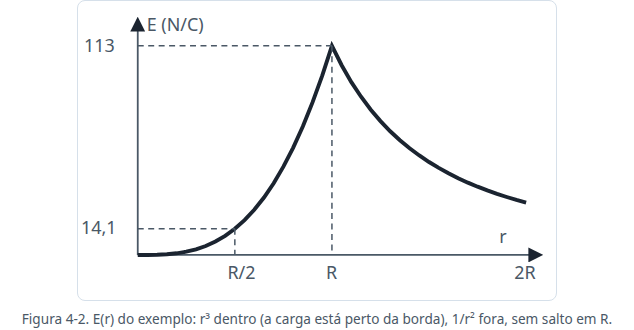 E (N/C)
113
14,1
r
R/2
R
2R
Figura 4-2. E(r) do exemplo: r³ dentro (a carga está perto da borda), 1/r² fora, sem salto em R.